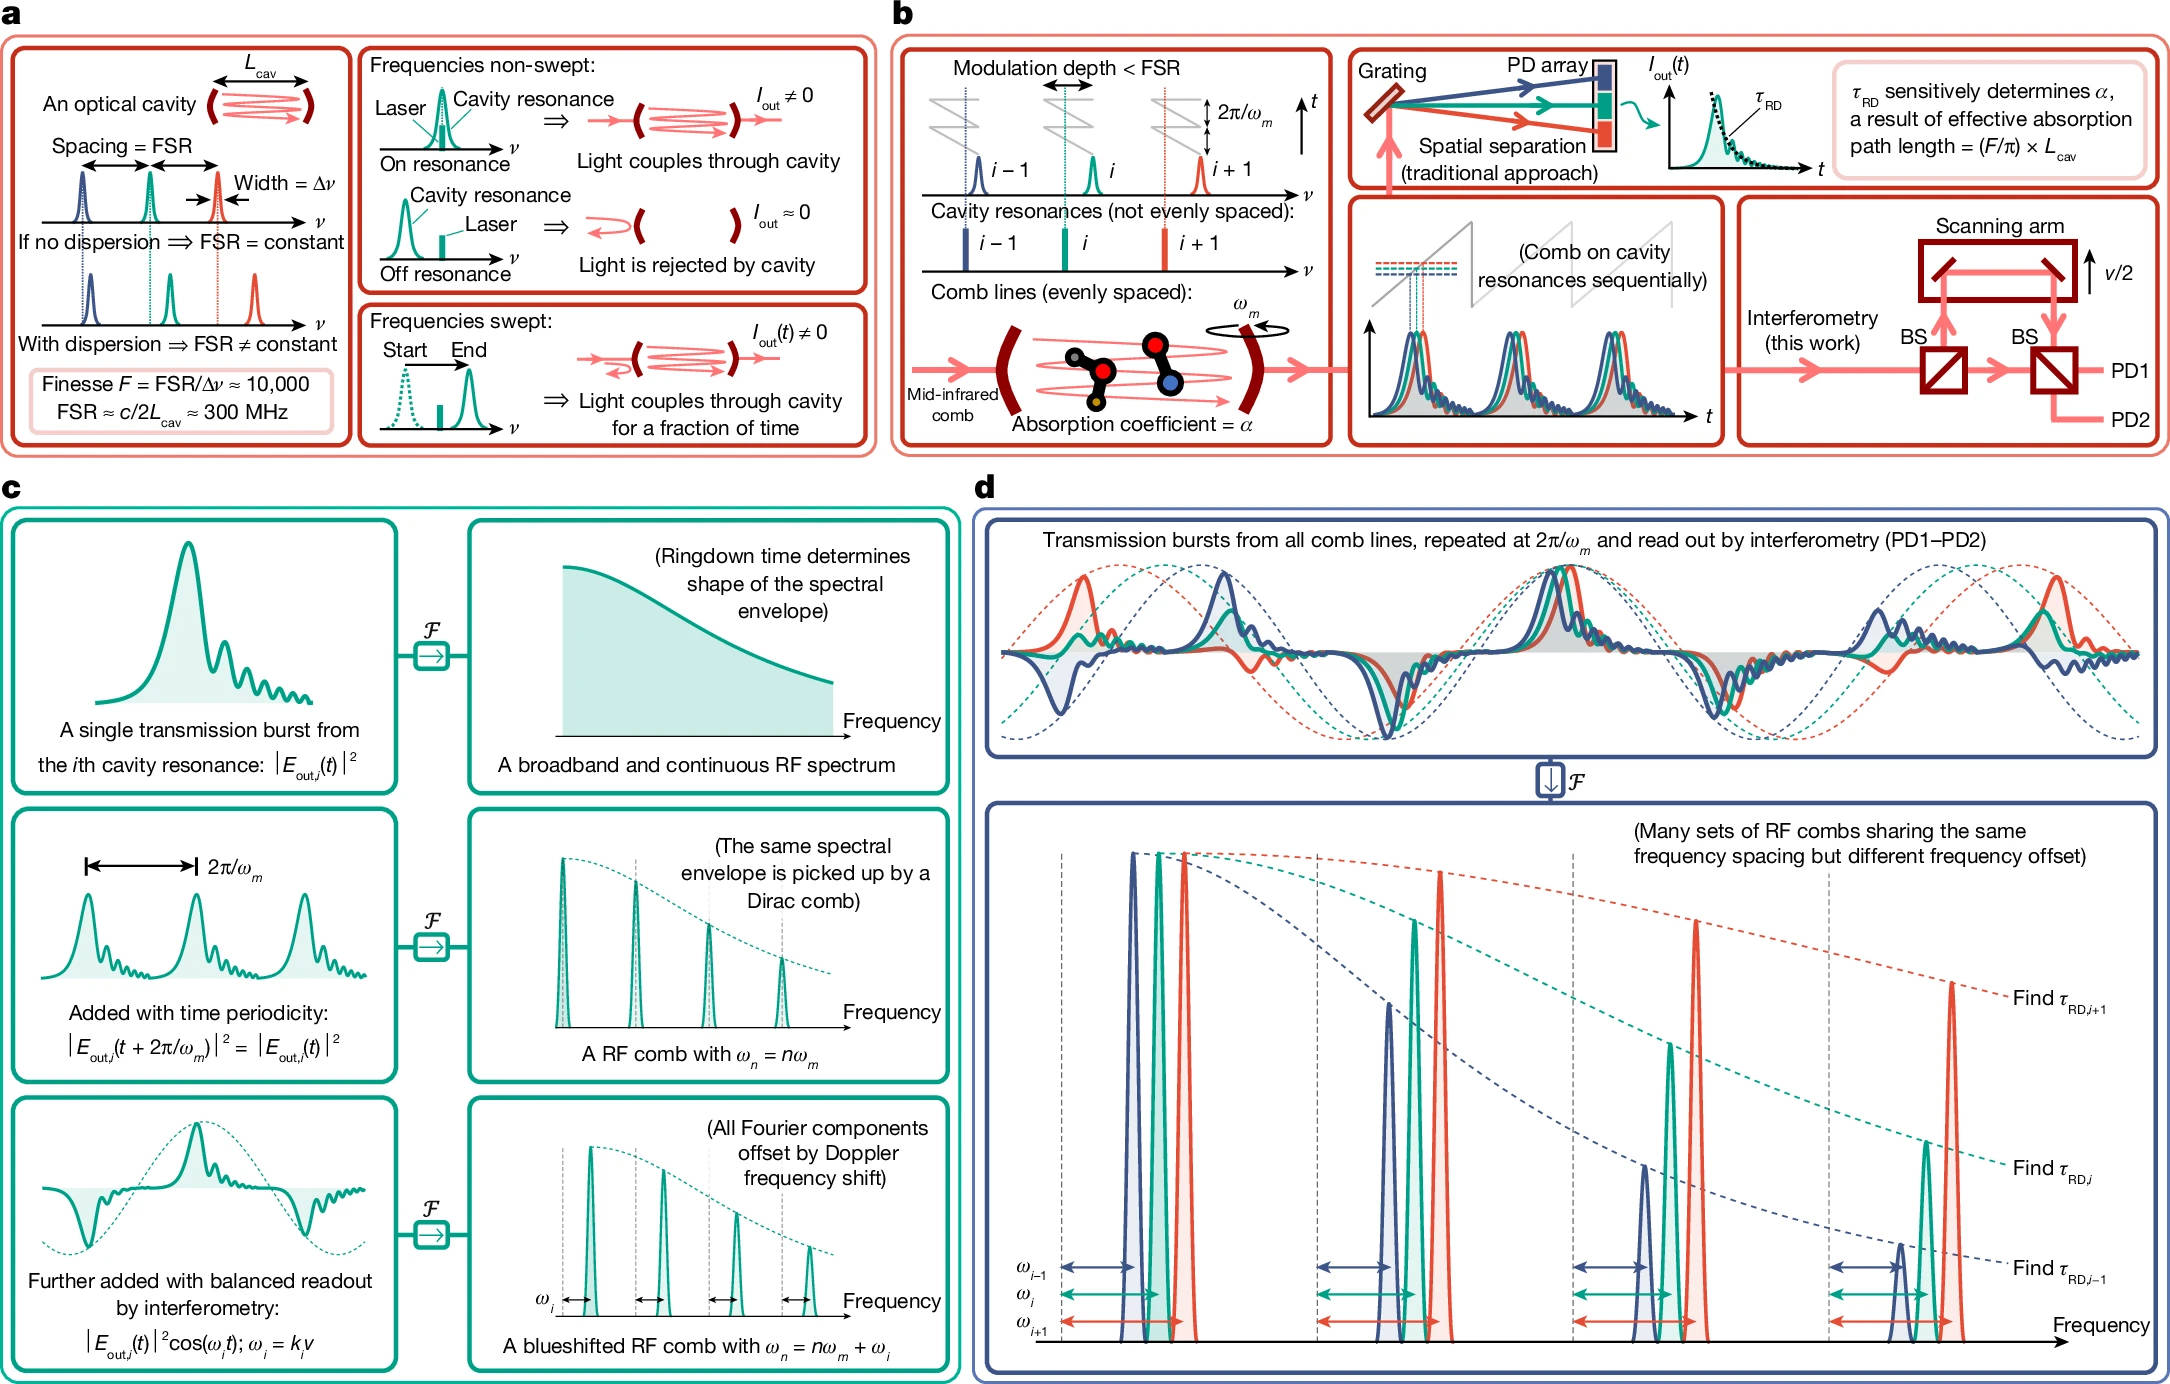 a
L_cav
An optical cavity
Spacing = FSR
Width = Δν
ν
If no dispersion ⇒ FSR = constant
ν
With dispersion ⇒ FSR ≠ constant
Finesse F = FSR/Δν ≈ 10,000
FSR ≈ c/2L_cav ≈ 300 MHz
Frequencies non-swept:
Laser
Cavity resonance
⇒
I_out ≠ 0
ν
On resonance
Light couples through cavity
Cavity resonance
Laser
⇒
I_out ≈ 0
ν
Off resonance
Light is rejected by cavity
Frequencies swept:
Start
End
I_out(t) ≠ 0
⇒
Light couples through cavity
for a fraction of time
ν
b
Modulation depth < FSR
2π/ω_m
t
i − 1
i
i + 1
ν
Cavity resonances (not evenly spaced):
i − 1
i
i + 1
ν
Comb lines (evenly spaced):
ω_m
Mid-infrared
comb
Absorption coefficient = α
Grating
PD array
Spatial separation
(traditional approach)
I_out(t)
τ_RD
t
τ_RD sensitively determines α,
a result of effective absorption
path length = (F/π) × L_cav
(Comb on cavity
resonances sequentially)
t
Scanning arm
v/2
Interferometry
(this work)
BS
BS
PD1
PD2
c
A single transmission burst from
the ith cavity resonance: |E_out,i(t)|²
ℱ
→
(Ringdown time determines
shape of the spectral
envelope)
Frequency
A broadband and continuous RF spectrum
2π/ω_m
Added with time periodicity:
|E_out,i(t + 2π/ω_m)|² = |E_out,i(t)|²
ℱ
→
(The same spectral
envelope is picked up by a
Dirac comb)
Frequency
A RF comb with ω_n = nω_m
Further added with balanced readout
by interferometry:
|E_out,i(t)|²cos(ω_i t); ω_i = k_i v
ℱ
→
(All Fourier components
offset by Doppler
frequency shift)
ω_i
Frequency
A blueshifted RF comb with ω_n = nω_m + ω_i
d
Transmission bursts from all comb lines, repeated at 2π/ω_m and read out by interferometry (PD1–PD2)
↓
ℱ
(Many sets of RF combs sharing the same
frequency spacing but different frequency offset)
Find τ_RD,i+1
Find τ_RD,i
Find τ_RD,i−1
ω_i−1
ω_i
ω_i+1
Frequency